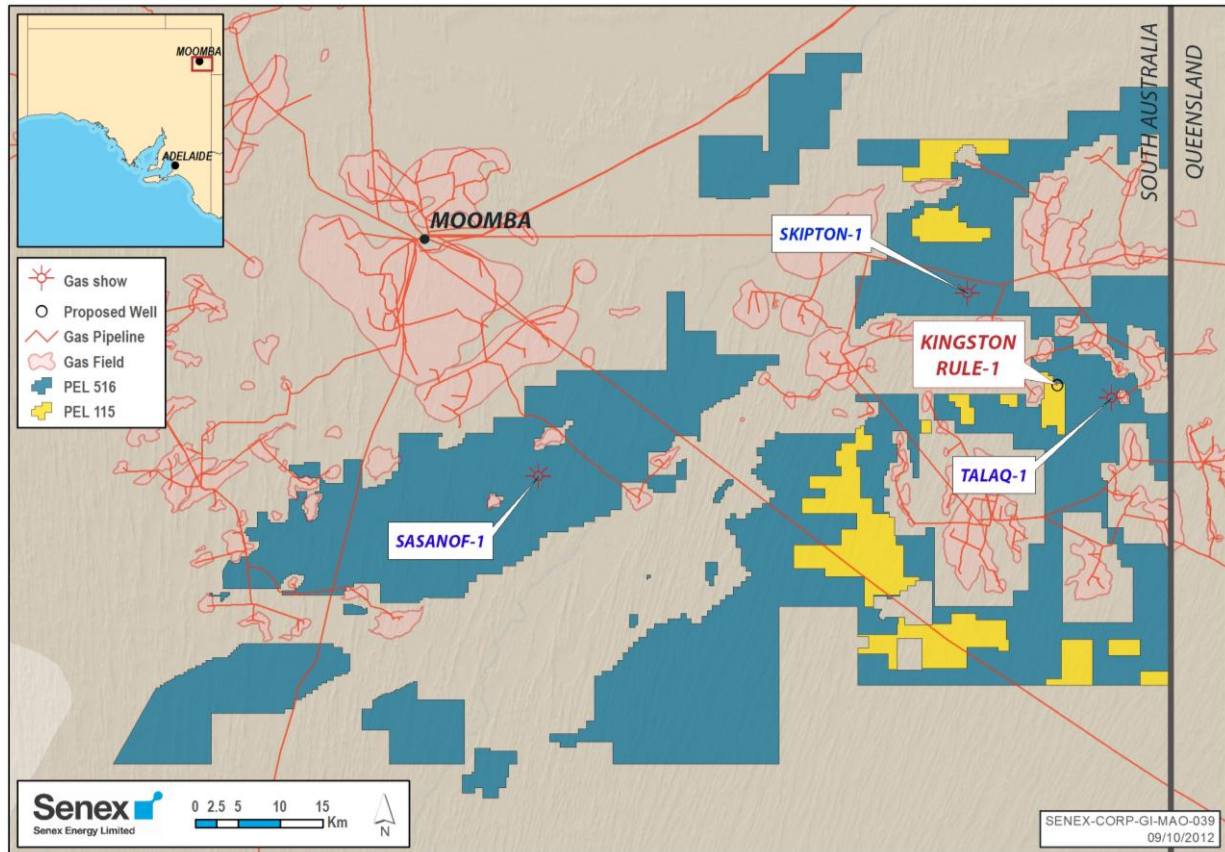 MOOMBA
ADELAIDE
Gas show
Proposed Well
Gas Pipeline
Gas Field
PEL 516
PEL 115
MOOMBA
SOUTH AUSTRALIA
QUEENSLAND
SKIPTON-1
KINGSTON
RULE-1
TALAQ-1
SASANOF-1
Senex
Senex Energy Limited
0 2.5 5 10 15
Km
N
SENEX-CORP-GI-MAO-039
09/10/2012